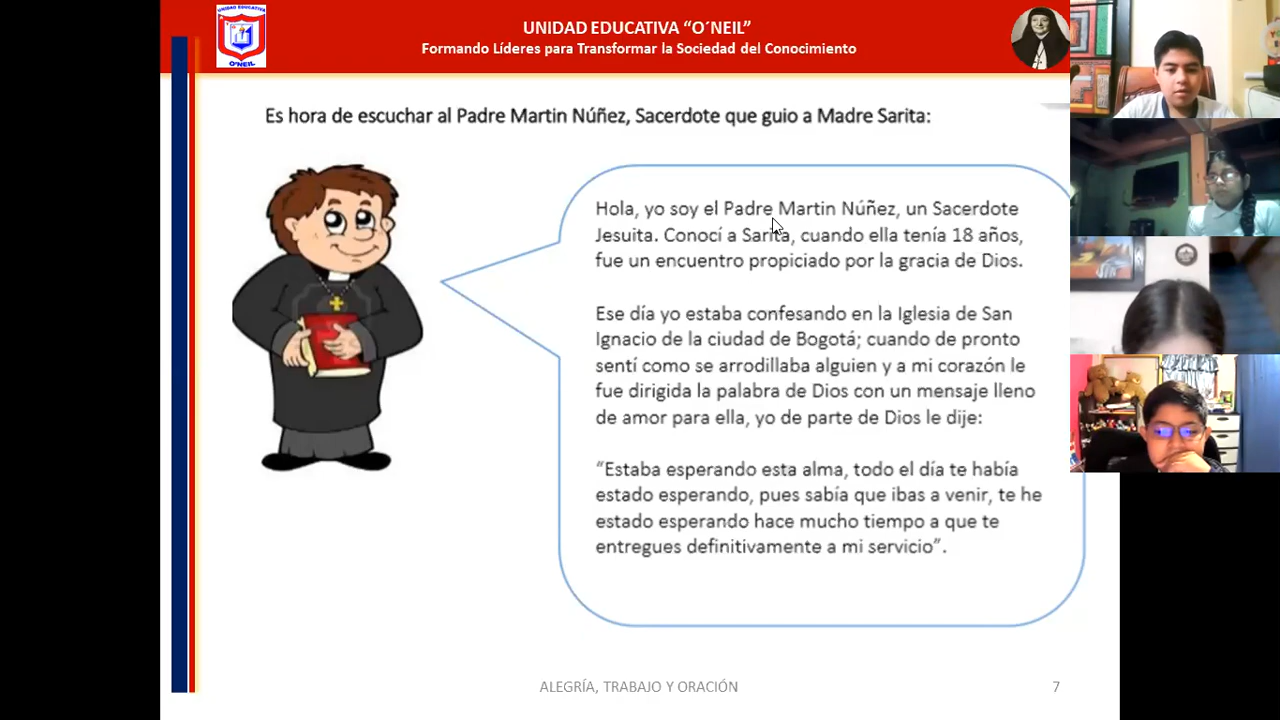 UNIDAD EDUCATIVA
O'NEIL
UNIDAD EDUCATIVA “O´NEIL”
Formando Líderes para Transformar la Sociedad del Conocimiento
Es hora de escuchar al Padre Martin Núñez, Sacerdote que guio a Madre Sarita:
Hola, yo soy el Padre Martin Núñez, un Sacerdote
Jesuita. Conocí a Sarita, cuando ella tenía 18 años,
fue un encuentro propiciado por la gracia de Dios.
Ese día yo estaba confesando en la Iglesia de San
Ignacio de la ciudad de Bogotá; cuando de pronto
sentí como se arrodillaba alguien y a mi corazón le
fue dirigida la palabra de Dios con un mensaje lleno
de amor para ella, yo de parte de Dios le dije:
“Estaba esperando esta alma, todo el día te había
estado esperando, pues sabía que ibas a venir, te he
estado esperando hace mucho tiempo a que te
entregues definitivamente a mi servicio”.
ALEGRÍA, TRABAJO Y ORACIÓN
7